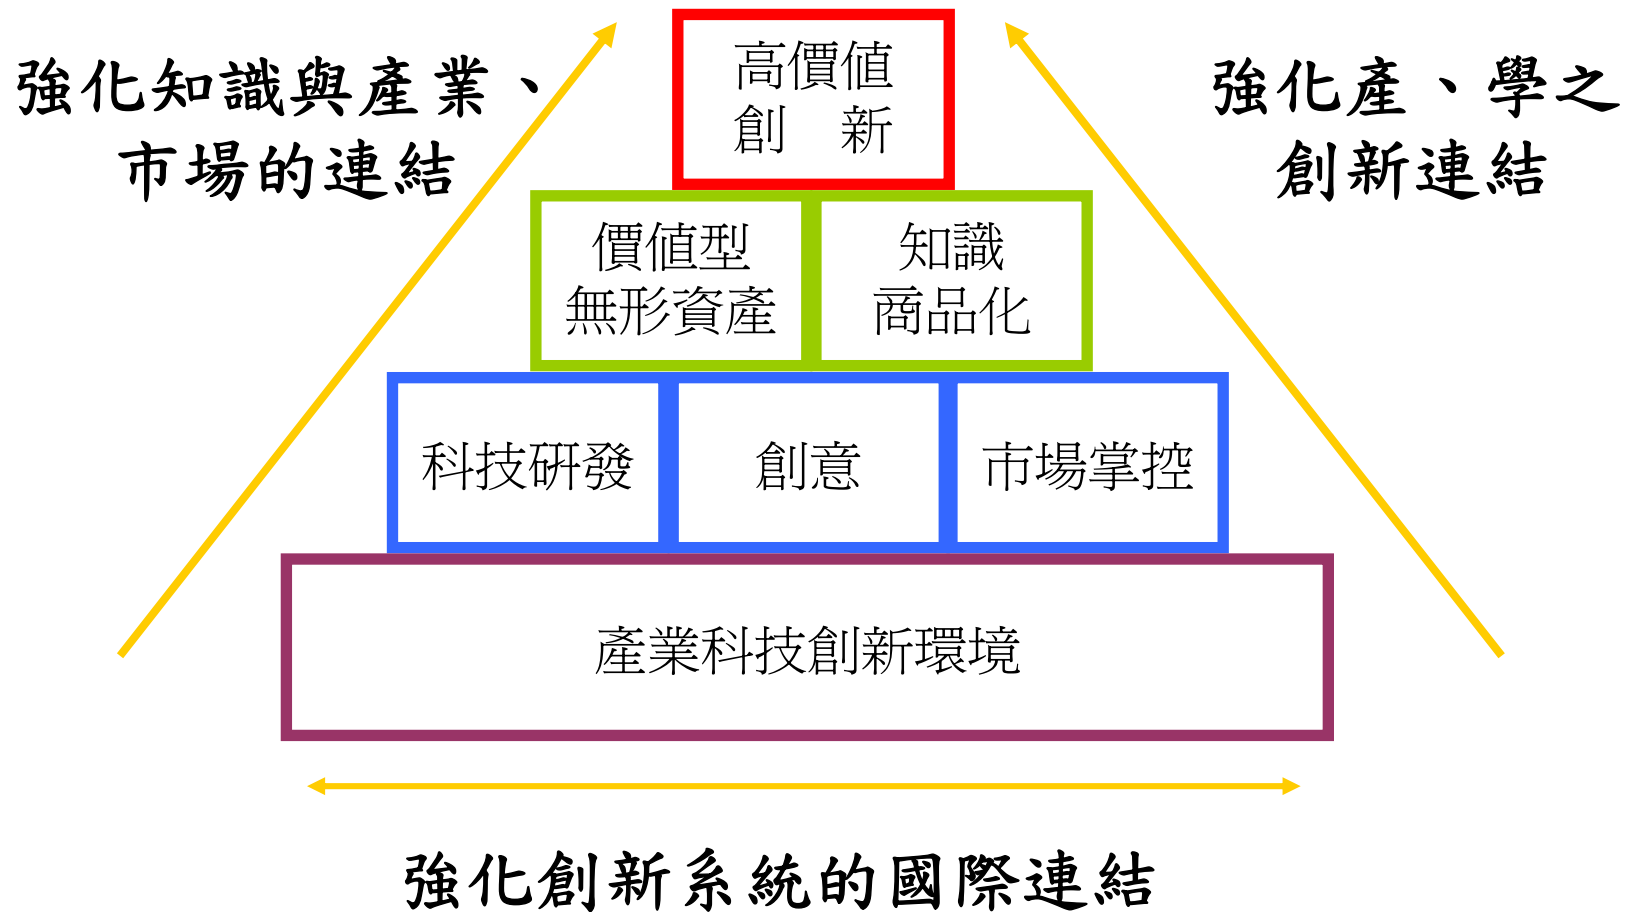 強化知識與產業、
市場的連結
高價值
創 新
強化產、學之
創新連結
價值型
無形資產
知識
商品化
科技研發
創意
市場掌控
產業科技創新環境
強化創新系統的國際連結